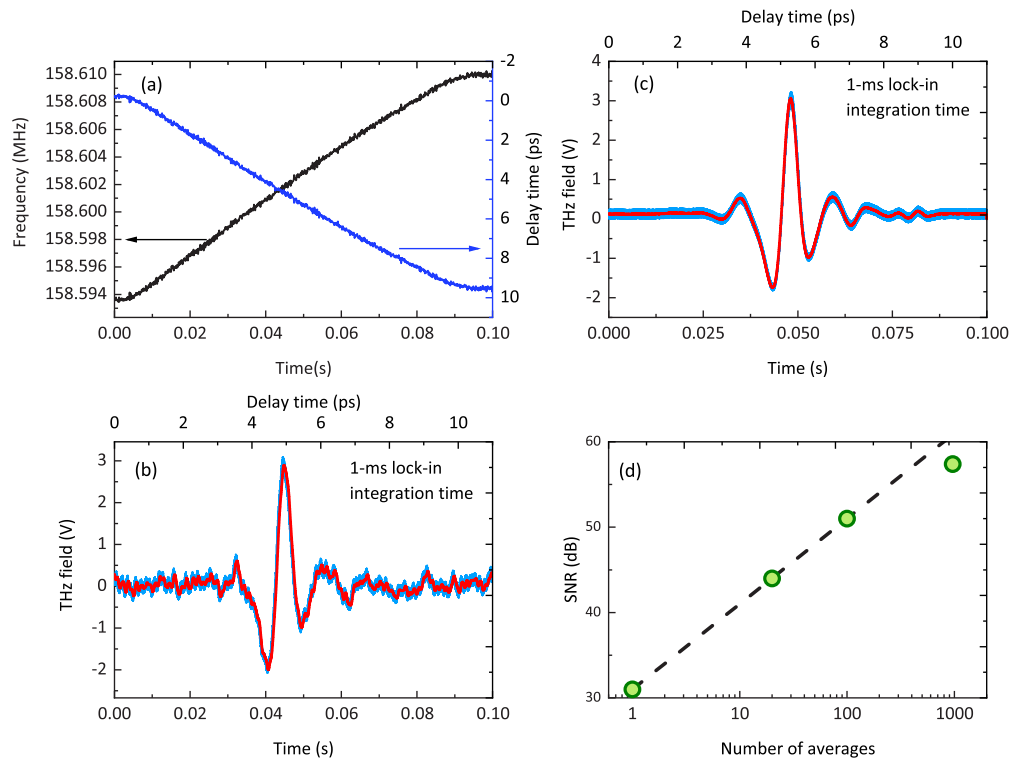 (a)
158.610
158.608
158.606
158.604
158.602
158.600
158.598
158.596
158.594
Frequency (MHz)
-2
0
2
4
6
8
10
Delay time (ps)
0.00 0.02 0.04 0.06 0.08 0.10
Time(s)
Delay time (ps)
0 2 4 6 8 10
(c)
1-ms lock-in
integration time
4
3
2
1
0
-1
-2
THz field (V)
0.000 0.025 0.050 0.075 0.100
Time (s)
Delay time (ps)
0 2 4 6 8 10
(b)
1-ms lock-in
integration time
3
2
1
0
-1
-2
THz field (V)
0.00 0.02 0.04 0.06 0.08 0.10
Time (s)
(d)
60
50
40
30
SNR (dB)
1 10 100 1000
Number of averages